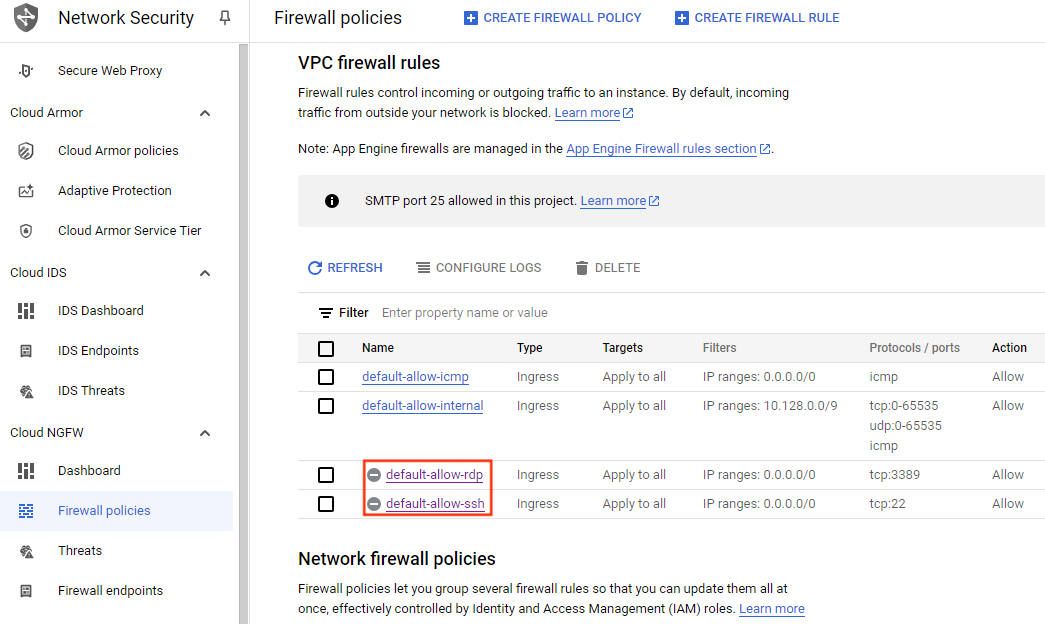 Network Security
Firewall policies
CREATE FIREWALL POLICY
CREATE FIREWALL RULE
Secure Web Proxy
Cloud Armor
Cloud Armor policies
Adaptive Protection
Cloud Armor Service Tier
Cloud IDS
IDS Dashboard
IDS Endpoints
IDS Threats
Cloud NGFW
Dashboard
Firewall policies
Threats
Firewall endpoints
VPC firewall rules
Firewall rules control incoming or outgoing traffic to an instance. By default, incoming
traffic from outside your network is blocked. Learn more
Note: App Engine firewalls are managed in the App Engine Firewall rules section.
SMTP port 25 allowed in this project. Learn more
REFRESH CONFIGURE LOGS DELETE
Filter Enter property name or value
Name Type Targets Filters Protocols / ports Action
default-allow-icmp Ingress Apply to all IP ranges: 0.0.0.0/0 icmp Allow
default-allow-internal Ingress Apply to all IP ranges: 10.128.0.0/9 tcp:0-65535 Allow
udp:0-65535
icmp
default-allow-rdp Ingress Apply to all IP ranges: 0.0.0.0/0 tcp:3389 Allow
default-allow-ssh Ingress Apply to all IP ranges: 0.0.0.0/0 tcp:22 Allow
Network firewall policies
Firewall policies let you group several firewall rules so that you can update them all at
once, effectively controlled by Identity and Access Management (IAM) roles. Learn more